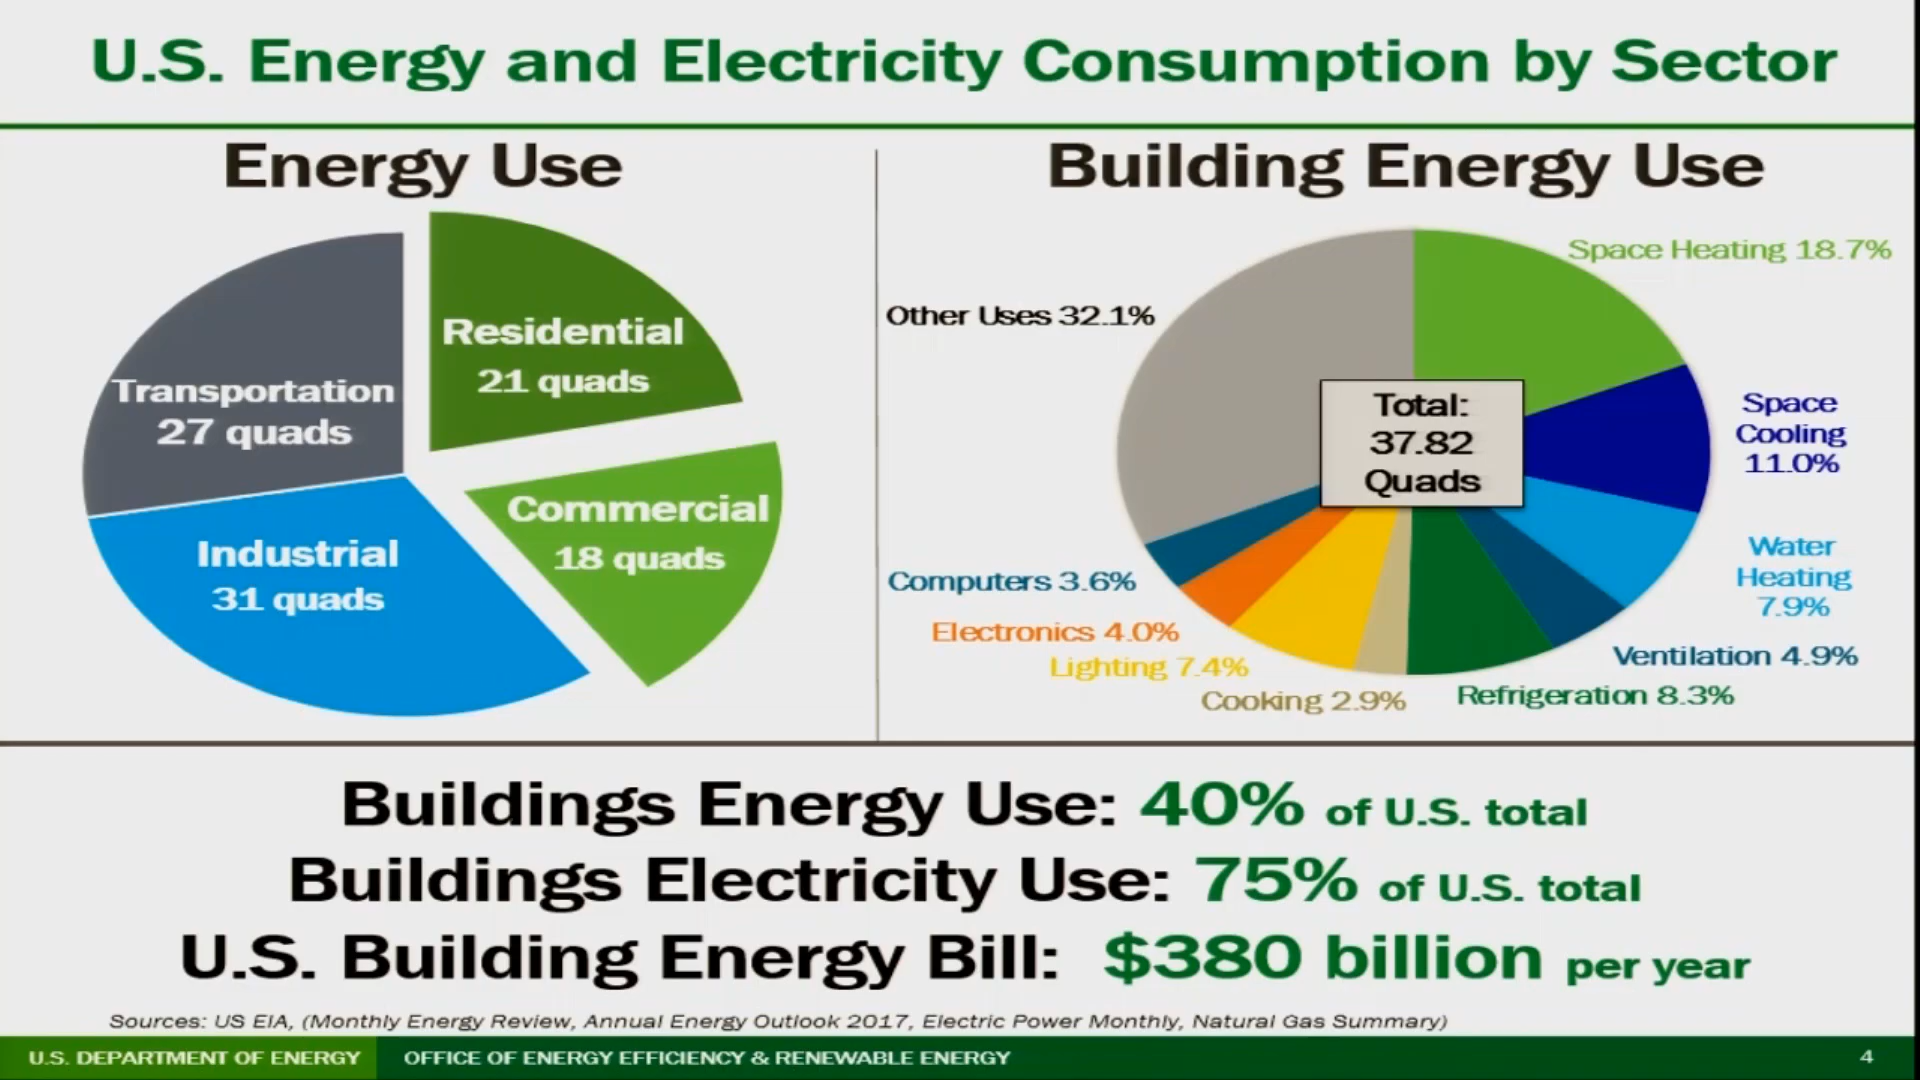 U.S. Energy and Electricity Consumption by Sector
Energy Use
Transportation
27 quads
Residential
21 quads
Commercial
18 quads
Industrial
31 quads
Building Energy Use
Space Heating 18.7%
Space
Cooling
11.0%
Water
Heating
7.9%
Ventilation 4.9%
Refrigeration 8.3%
Cooking 2.9%
Lighting 7.4%
Electronics 4.0%
Computers 3.6%
Other Uses 32.1%
Total:
37.82
Quads
Buildings Energy Use: 40% of U.S. total
Buildings Electricity Use: 75% of U.S. total
U.S. Building Energy Bill: $380 billion per year
Sources: US EIA, (Monthly Energy Review, Annual Energy Outlook 2017, Electric Power Monthly, Natural Gas Summary)
U.S. DEPARTMENT OF ENERGY OFFICE OF ENERGY EFFICIENCY & RENEWABLE ENERGY 4